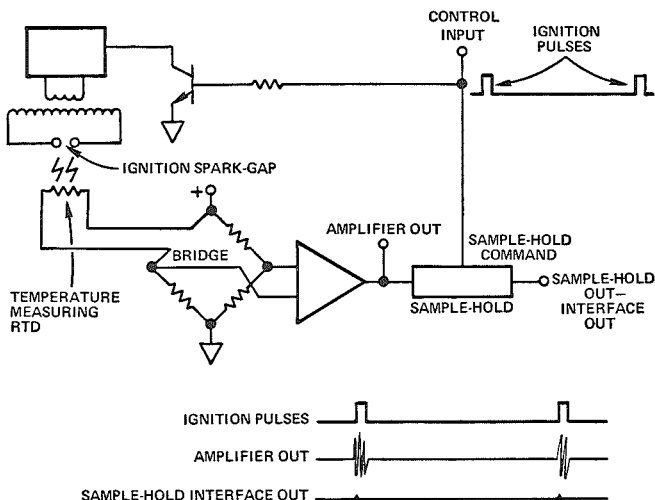 CONTROL
INPUT
IGNITION
PULSES
IGNITION SPARK-GAP
+
AMPLIFIER OUT
BRIDGE
SAMPLE-HOLD
COMMAND
TEMPERATURE
MEASURING
RTD
SAMPLE-HOLD
SAMPLE-HOLD
OUT—
INTERFACE
OUT
IGNITION PULSES
AMPLIFIER OUT
SAMPLE-HOLD INTERFACE OUT